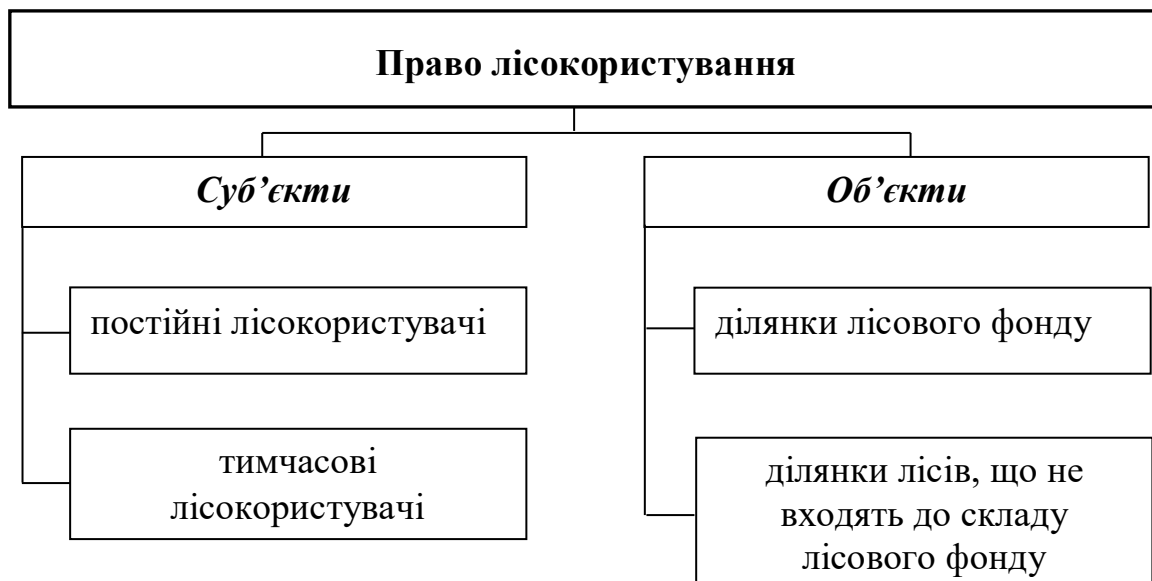 Право лісокористування
Суб’єкти
Об’єкти
постійні лісокористувачі
ділянки лісового фонду
тимчасові
лісокористувачі
ділянки лісів, що не
входять до складу
лісового фонду